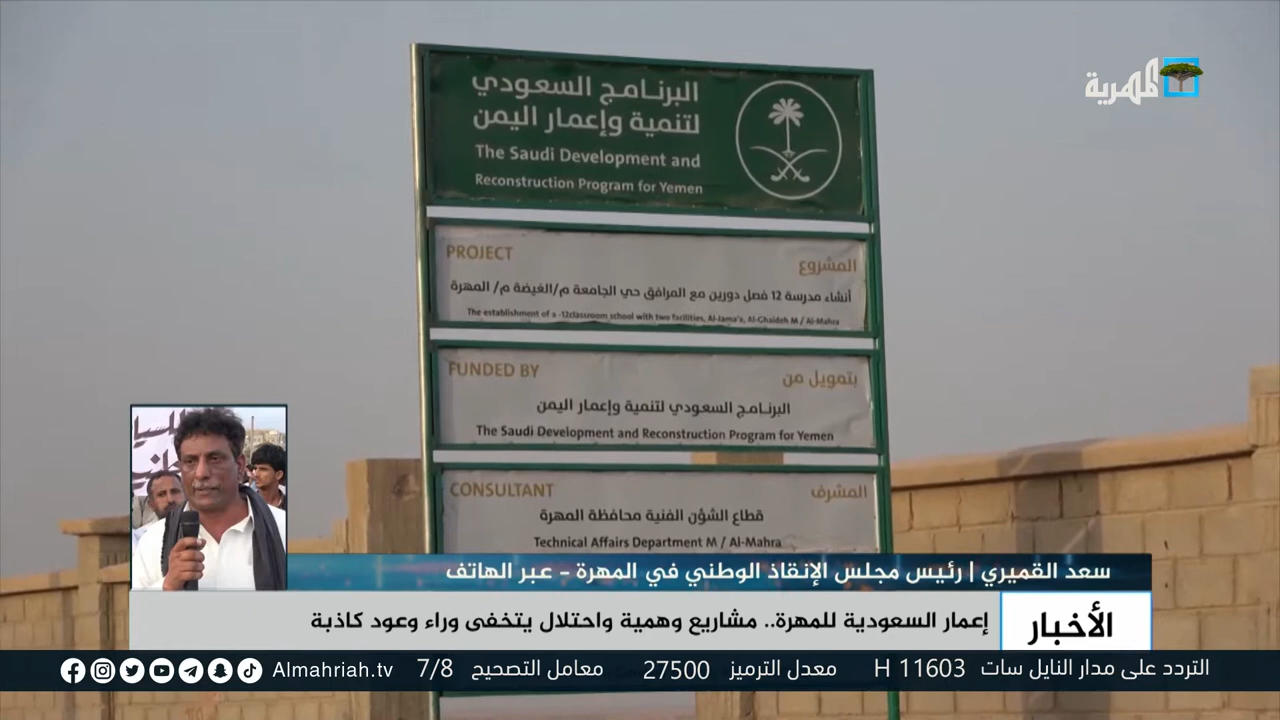 المهرية
البرنامج السعودي
لتنمية وإعمار اليمن
The Saudi Development and
Reconstruction Program for Yemen
PROJECT المشروع
أنشاء مدرسة 12 فصل دورين مع المرافق حي الجامعة م/الغيضة م/ المهرة
The establishment of a -12classroom school with two facilities, Al-Jama'a, Al-Ghaideh M / Al-Mahra
FUNDED BY بتمويل من
البرنامج السعودي لتنمية وإعمار اليمن
The Saudi Development and Reconstruction Program for Yemen
CONSULTANT المشرف
قطاع الشؤن الفنية محافظة المهرة
Technical Affairs Department M / Al-Mahra
سعد القميري | رئيس مجلس الإنقاذ الوطني في المهرة - عبر الهاتف
الأخبار
إعمار السعودية للمهرة.. مشاريع وهمية واحتلال يتخفى وراء وعود كاذبة
التردد على مدار النايل سات 11603 H معدل الترميز 27500 معامل التصحيح 7/8 Almahriah.tv